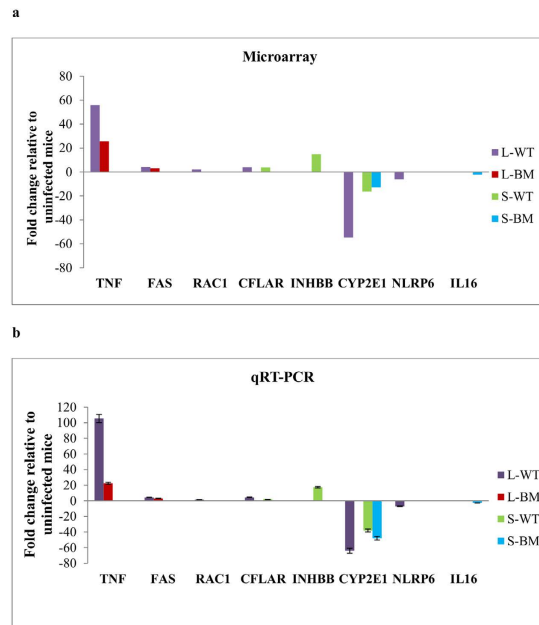 a
Microarray
Fold change relative to
uninfected mice
80
60
40
20
0
-20
-40
-60
-80
TNF FAS RAC1 CFLAR INHBB CYP2E1 NLRP6 IL16
L-WT
L-BM
S-WT
S-BM
b
qRT-PCR
Fold change relative to
uninfected mice
120
100
80
60
40
20
0
-20
-40
-60
-80
TNF FAS RAC1 CFLAR INHBB CYP2E1 NLRP6 IL16
L-WT
L-BM
S-WT
S-BM